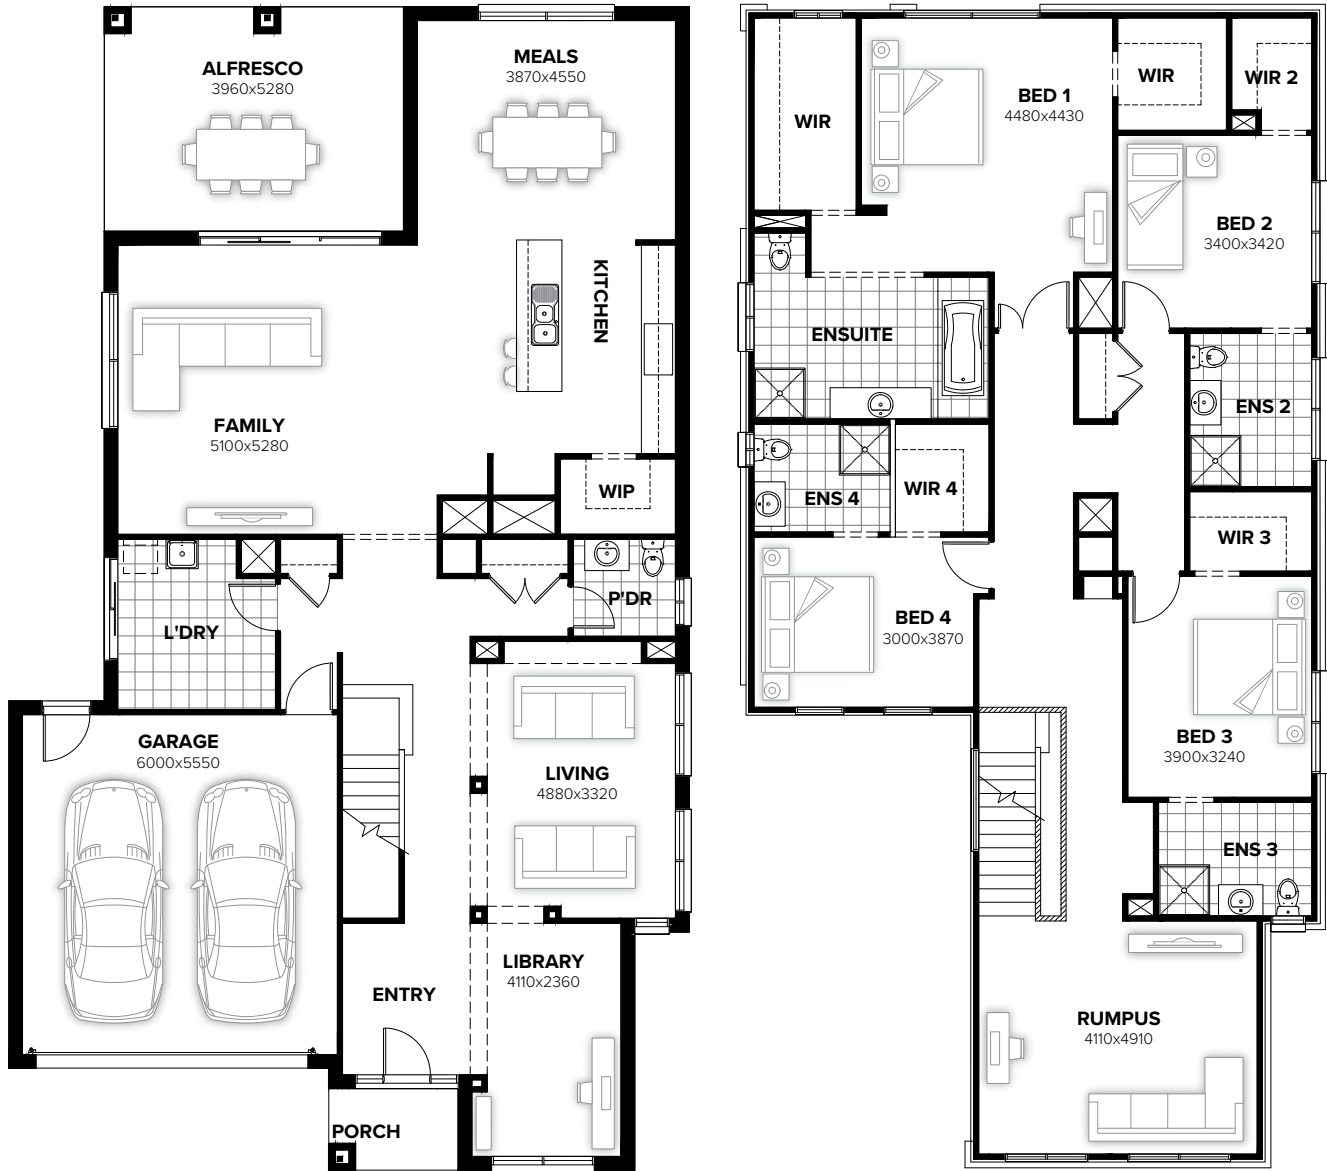 ALFRESCO
3960x5280
MEALS
3870x4550
KITCHEN
FAMILY
5100x5280
WIP
L'DRY
P'DR
GARAGE
6000x5550
LIVING
4880x3320
LIBRARY
4110x2360
ENTRY
PORCH
WIR
BED 1
4480x4430
WIR
WIR 2
BED 2
3400x3420
ENSUITE
ENS 2
ENS 4
WIR 4
WIR 3
BED 4
3000x3870
BED 3
3900x3240
ENS 3
RUMPUS
4110x4910